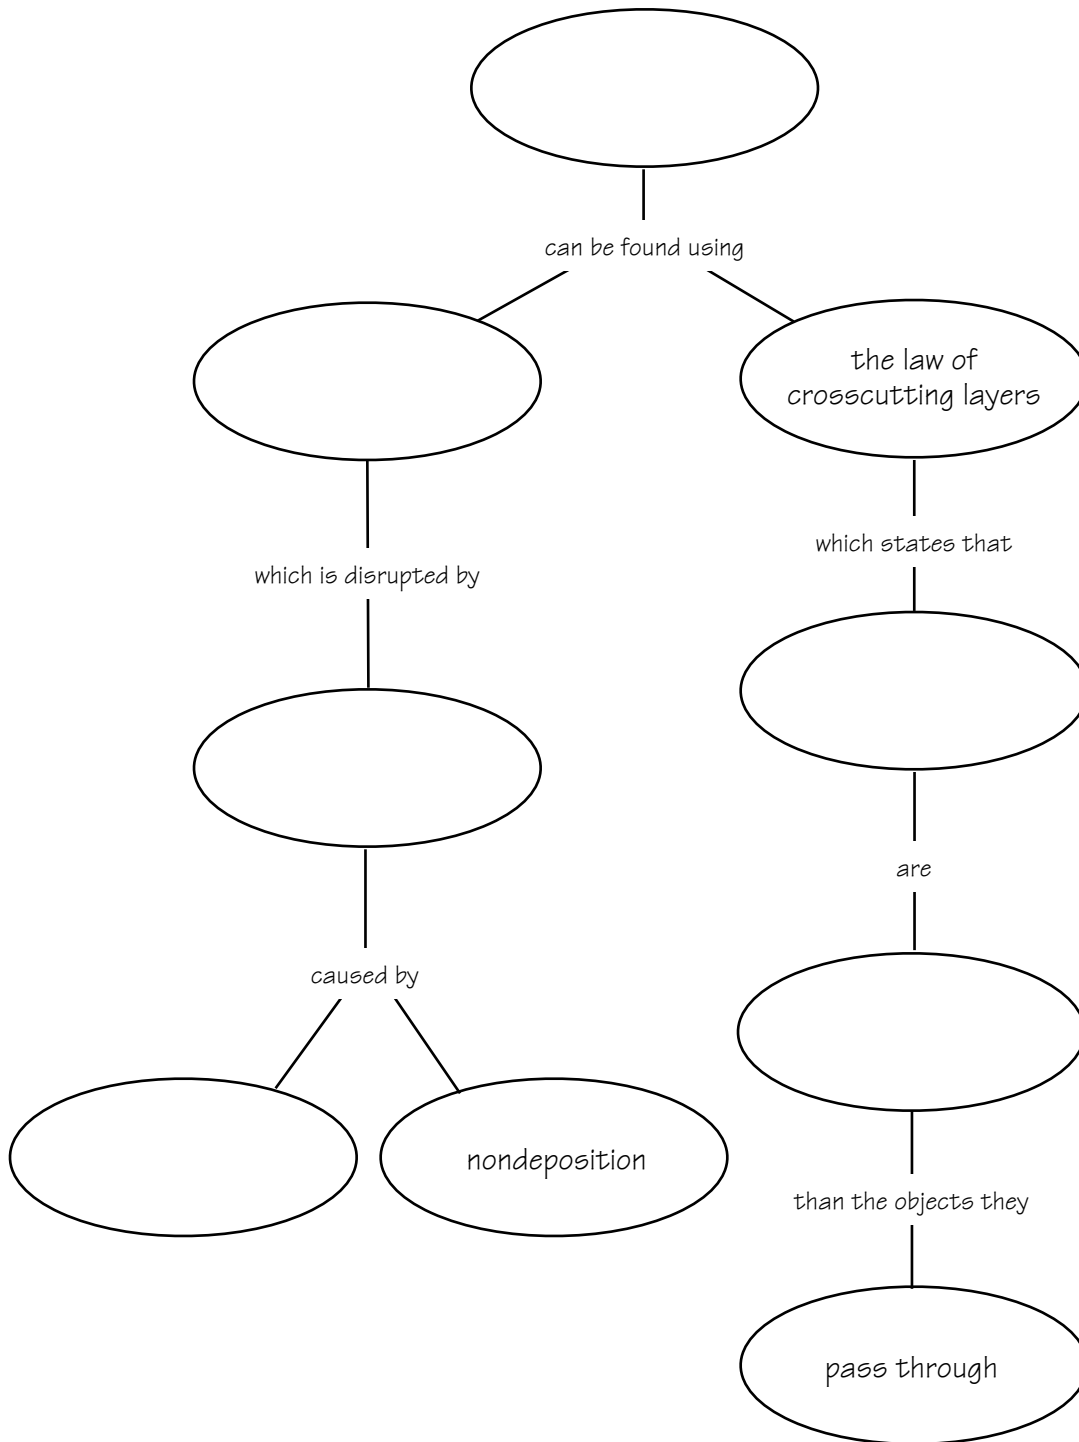 can be found using
the law of
crosscutting layers
which states that
which is disrupted by
are
caused by
nondeposition
than the objects they
pass through